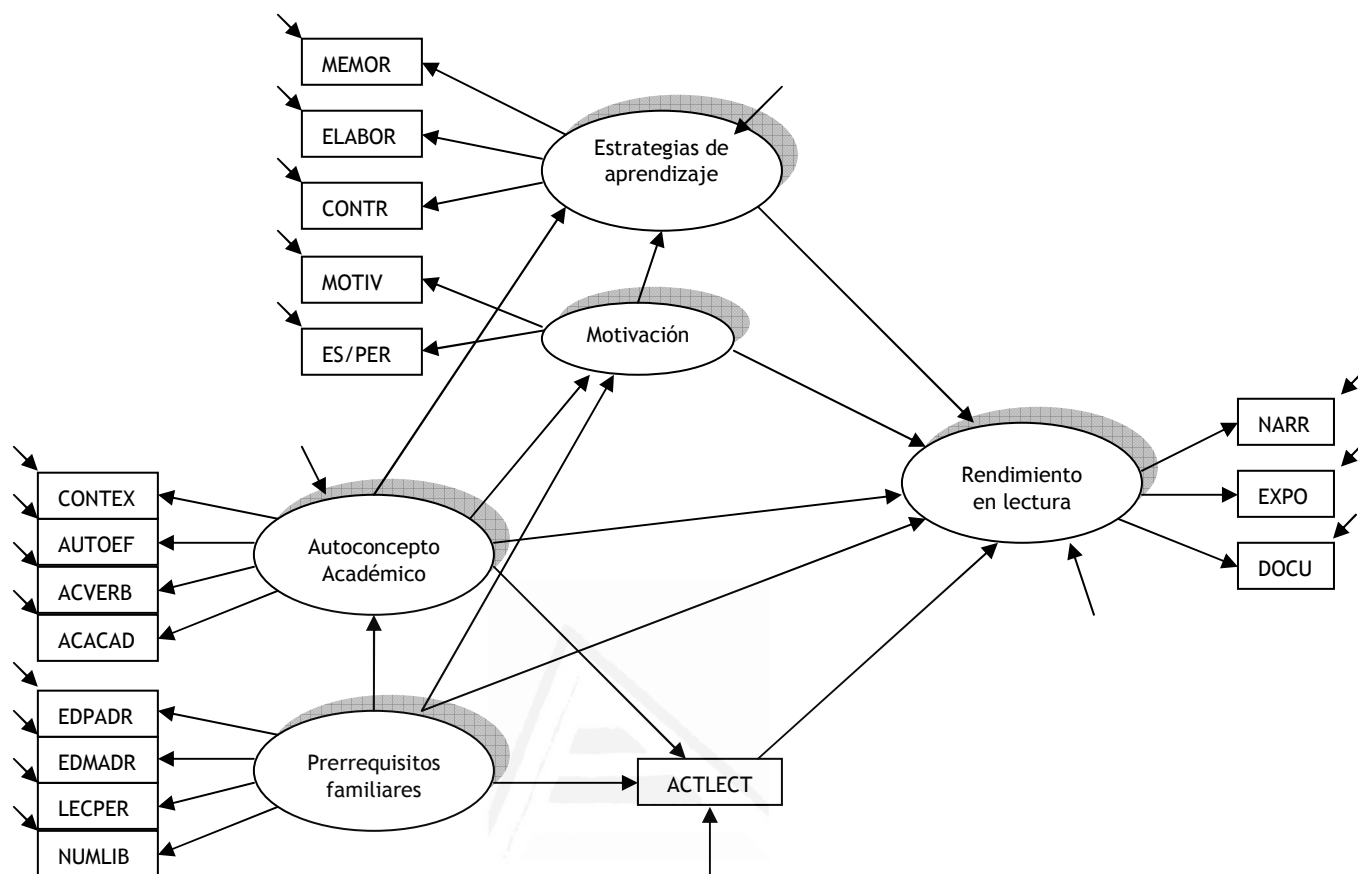 MEMOR
ELABOR
CONTR
MOTIV
ES/PER
Estrategias de
aprendizaje
Motivación
CONTEX
AUTOEF
ACVERB
ACACAD
Autoconcepto
Académico
EDPADR
EDMADR
LECPER
NUMLIB
Prerrequisitos
familiares
ACTLECT
Rendimiento
en lectura
NARR
EXPO
DOCU